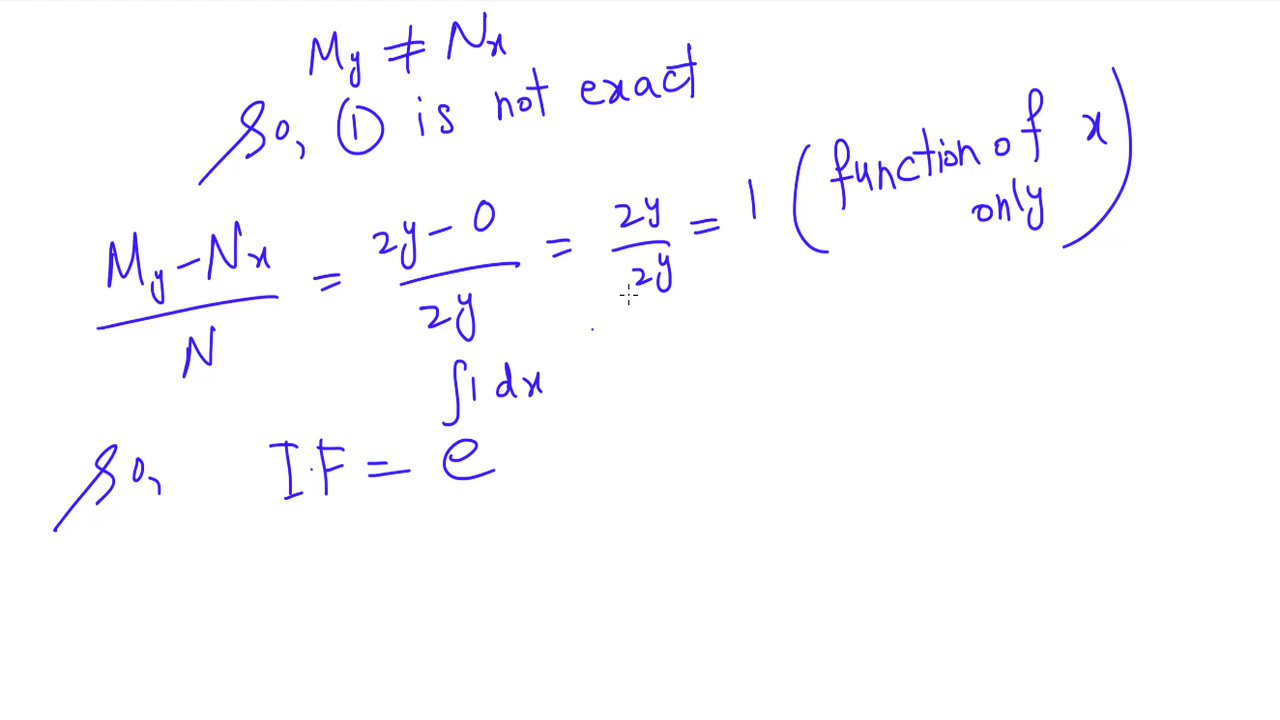 My ≠ Nx
So, ① is not exact
(My - Nx)/N = (2y - 0)/2y = 2y/2y = 1 (function of x only)
So, I.F = e^∫1 dx